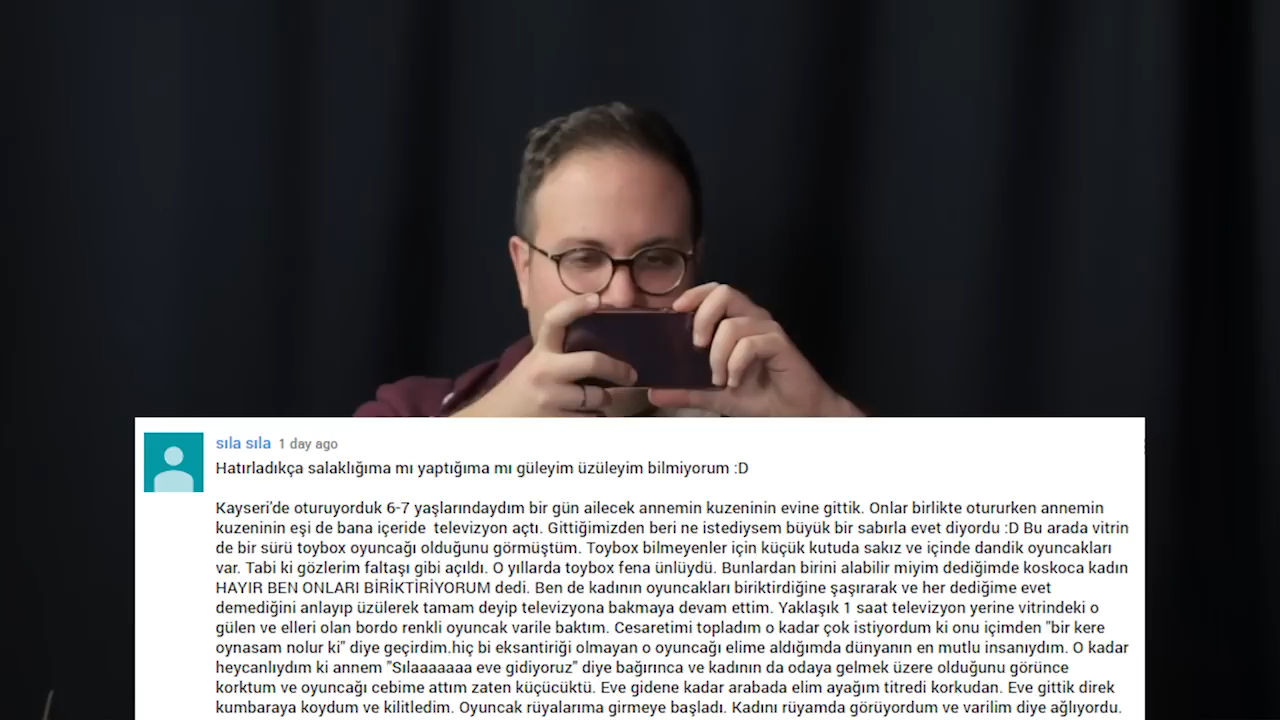 sıla sıla 1 day ago
Hatırladıkça salaklığıma mı yaptığıma mı güleyim üzüleyim bilmiyorum :D
Kayseri'de oturuyorduk 6-7 yaşlarındaydım bir gün ailecek annemin kuzeninin evine gittik. Onlar birlikte otururken annemin
kuzeninin eşi de bana içeride televizyon açtı. Gittiğimizden beri ne istediysem büyük bir sabırla evet diyordu :D Bu arada vitrin
de bir sürü toybox oyuncağı olduğunu görmüştüm. Toybox bilmeyenler için küçük kutuda sakız ve içinde dandik oyuncakları
var. Tabi ki gözlerim faltaşı gibi açıldı. O yıllarda toybox fena ünlüydü. Bunlardan birini alabilir miyim dediğimde koskoca kadın
HAYIR BEN ONLARI BİRİKTİRİYORUM dedi. Ben de kadının oyuncakları biriktirdiğine şaşırarak ve her dediğime evet
demediğini anlayıp üzülerek tamam deyip televizyona bakmaya devam ettim. Yaklaşık 1 saat televizyon yerine vitrindeki o
gülen ve elleri olan bordo renkli oyuncak varile baktım. Cesaretimi topladım o kadar çok istiyordum ki onu içimden "bir kere
oynasam nolur ki" diye geçirdim.hiç bi eksantiriği olmayan o oyuncağı elime aldığımda dünyanın en mutlu insanıydım. O kadar
heycanlıydım ki annem "Sılaaaaaaa eve gidiyoruz" diye bağırınca ve kadının da odaya gelmek üzere olduğunu görünce
korktum ve oyuncağı cebime attım zaten küçücüktü. Eve gidene kadar arabada elim ayağım titredi korkudan. Eve gittik direk
kumbaraya koydum ve kilitledim. Oyuncak rüyalarıma girmeye başladı. Kadını rüyamda görüyordum ve varilim diye ağlıyordu.